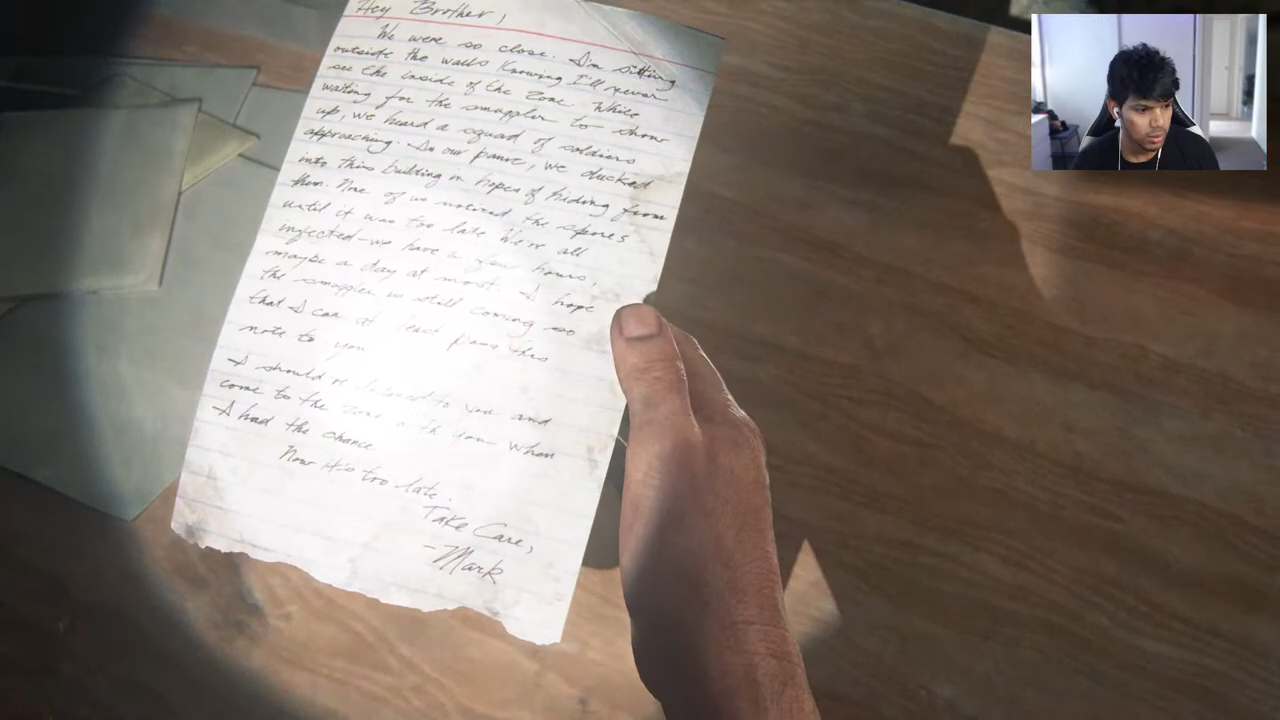 Hey Brother,
We were so close. I'm sitting
outside the walls knowing I'll never
see the inside of the zone. While
waiting for the smuggler to show
up, we heard a squad of soldiers
approaching. In our panic, we ducked
into this building in hopes of hiding from
them. None of us noticed the spores
until it was too late. We're all
infected - we have a few hours,
maybe a day at most. I hope
the smuggler is still coming so
that I can at least pass this
note to you
I should've listened to you and
come to the zone with you when
I had the chance
Now it's too late.
Take Care,
-Mark